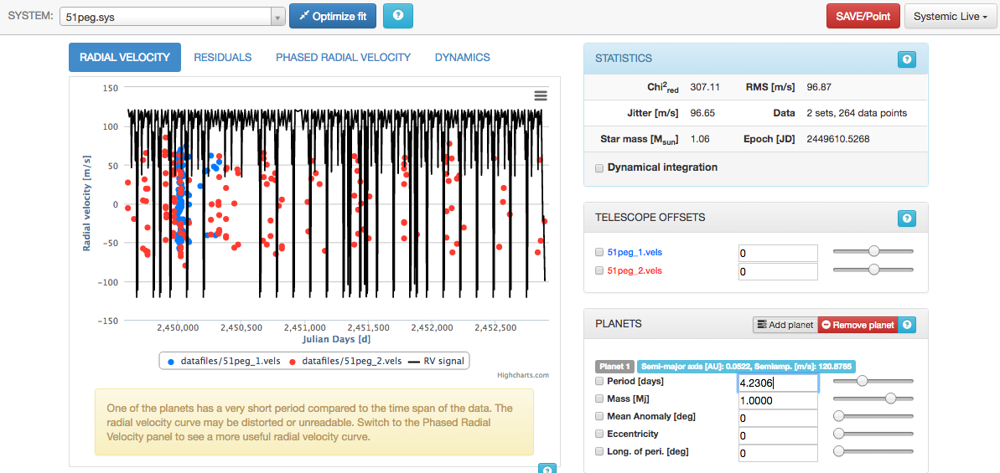 SYSTEM: 51peg.sys Optimize fit ? SAVE/Point Systemic Live
RADIAL VELOCITY RESIDUALS PHASED RADIAL VELOCITY DYNAMICS
150
100
50
0
−50
−100
−150
Radial velocity [m/s]
2,450,000 2,450,500 2,451,000 2,451,500 2,452,000 2,452,500
Julian Days [d]
datafiles/51peg_1.vels datafiles/51peg_2.vels RV signal
Highcharts.com
One of the planets has a very short period compared to the time span of the data. The
radial velocity curve may be distorted or unreadable. Switch to the Phased Radial
Velocity panel to see a more useful radial velocity curve.
?
STATISTICS ?
Chi2red 307.11 RMS [m/s] 96.87
Jitter [m/s] 96.65 Data 2 sets, 264 data points
Star mass [Msun] 1.06 Epoch [JD] 2449610.5268
Dynamical integration
TELESCOPE OFFSETS ?
51peg_1.vels 0
51peg_2.vels 0
PLANETS Add planet Remove planet ?
Planet 1 Semi-major axis [AU]: 0.0522, Semiamp. [m/s]: 120.8765
Period [days] 4.2306
Mass [Mj] 1.0000
Mean Anomaly [deg] 0
Eccentricity 0
Long. of peri. [deg] 0